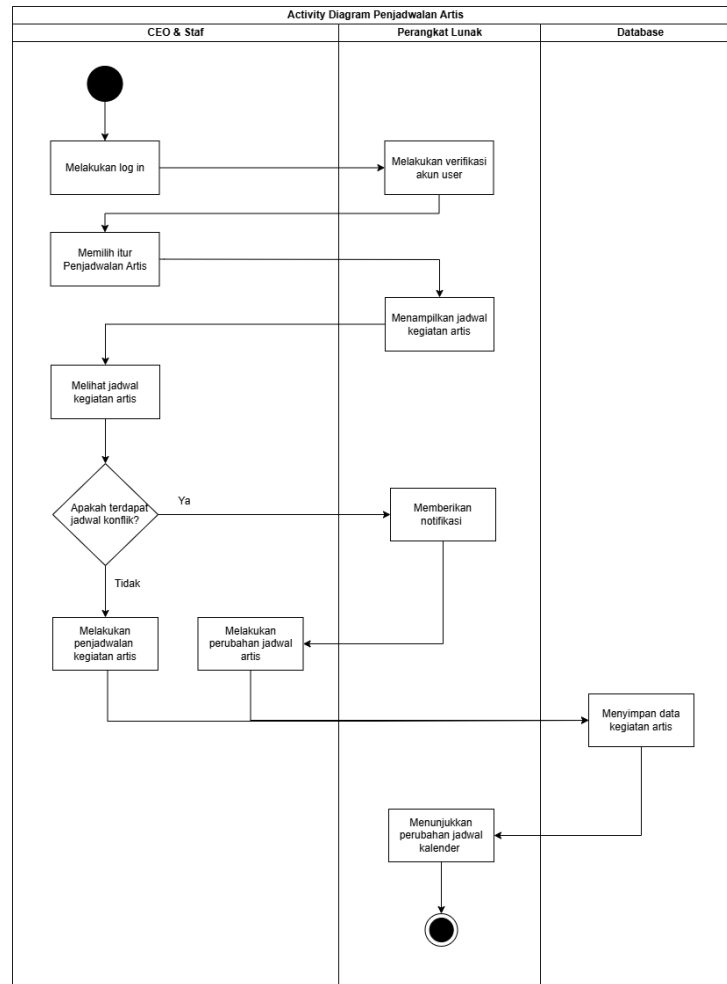 Activity Diagram Penjadwalan Artis
CEO & Staf
Perangkat Lunak
Database
Melakukan log in
Melakukan verifikasi
akun user
Memilih itur
Penjadwalan Artis
Menampilkan jadwal
kegiatan artis
Melihat jadwal
kegiatan artis
Apakah terdapat
jadwal konflik?
Ya
Memberikan
notifikasi
Tidak
Melakukan
penjadwalan
kegiatan artis
Melakukan
perubahan jadwal
artis
Menyimpan data
kegiatan artis
Menunjukkan
perubahan jadwal
kalender